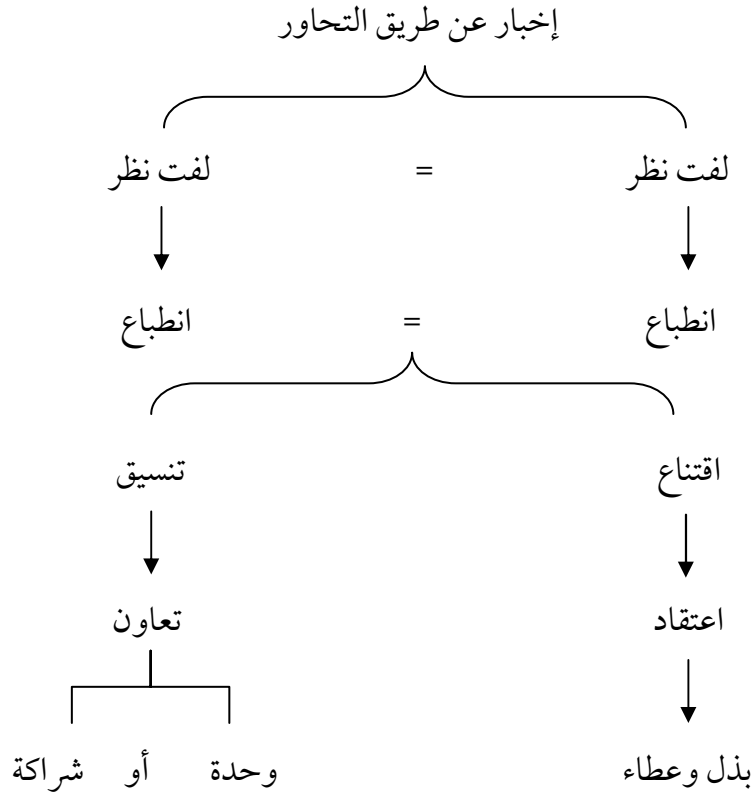 إخبار عن طريق التحاور
لفت نظر = لفت نظر
انطباع = انطباع
اقتناع تنسيق
اعتقاد تعاون
بذل وعطاء وحدة أو شراكة